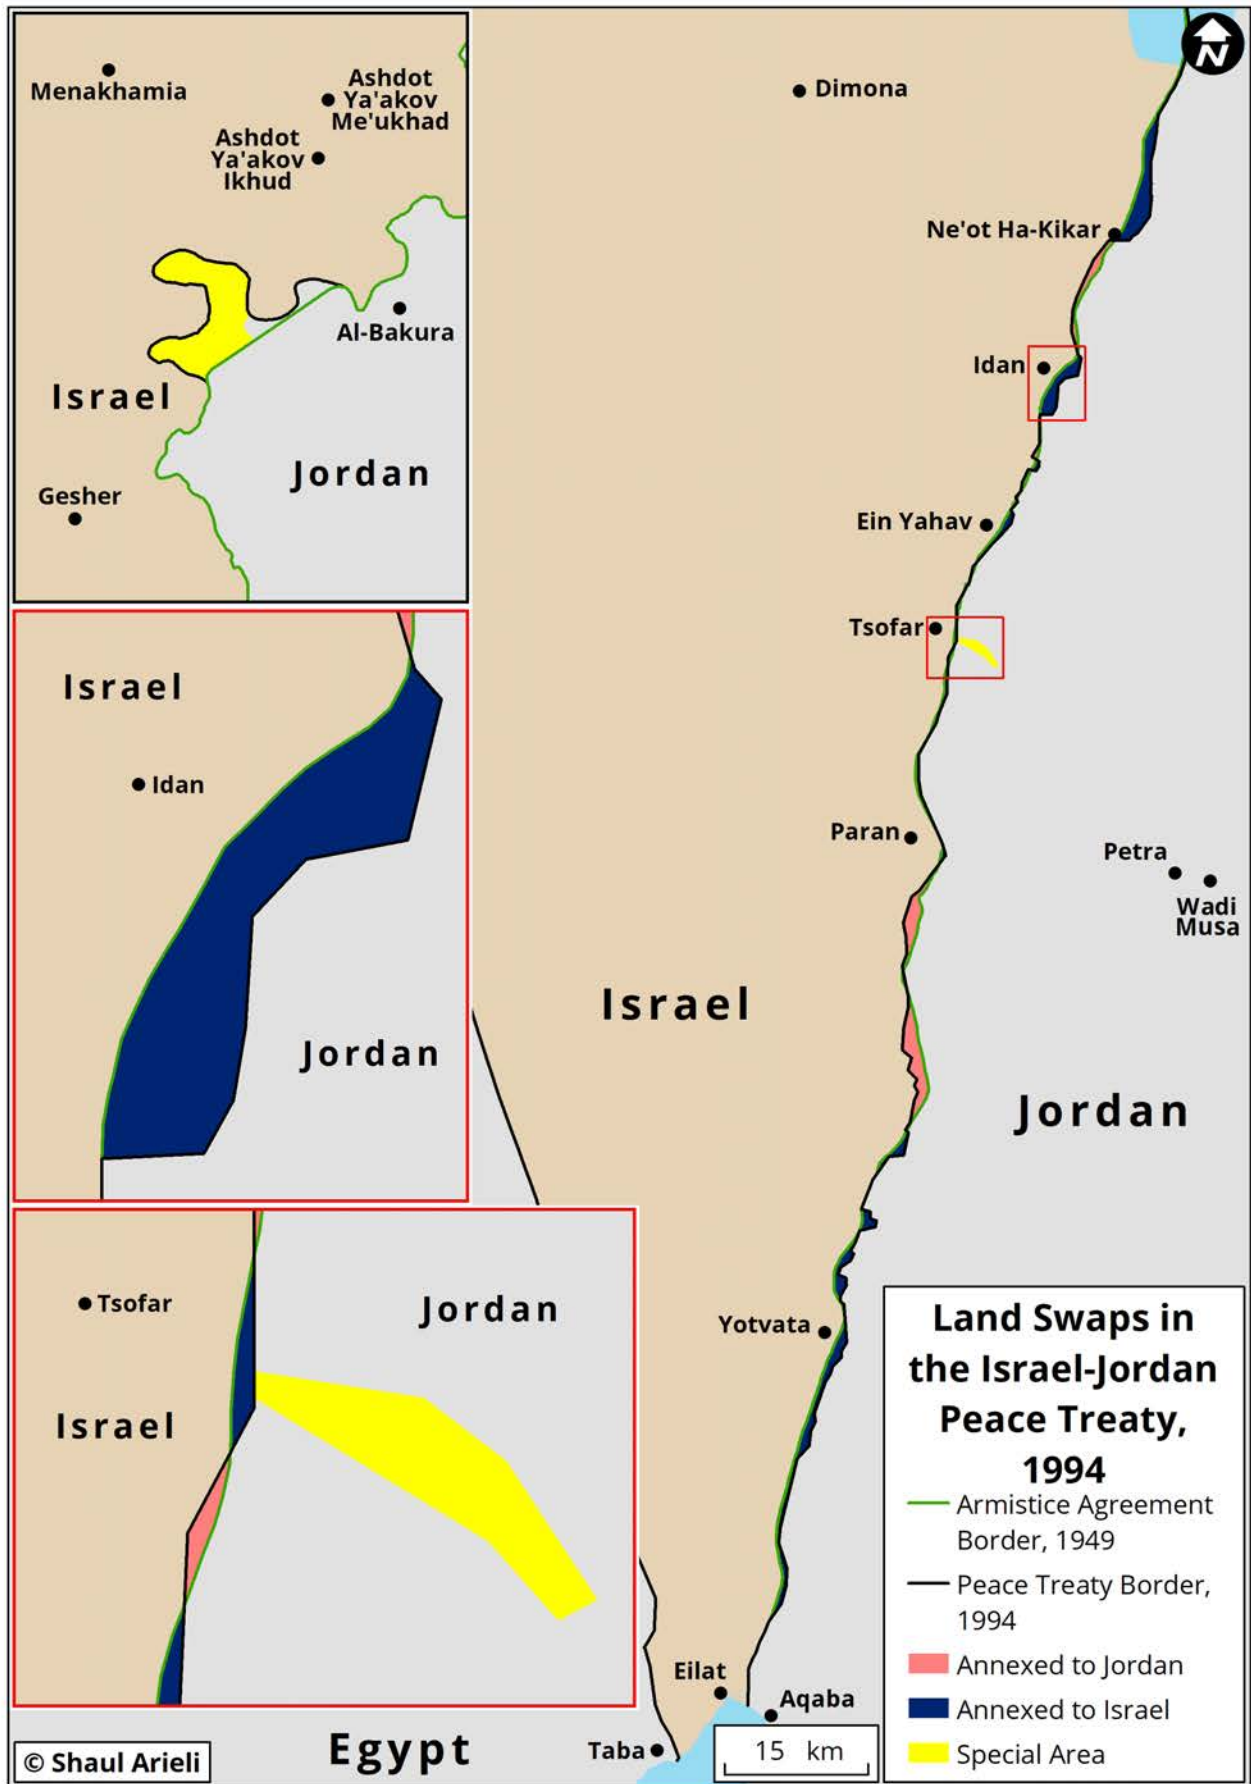 Menakhamia
Ashdot
Ya'akov
Me'ukhad
Ashdot
Ya'akov
Ikhud
Al-Bakura
Israel
Jordan
Gesher
Israel
Idan
Jordan
Tsofar
Jordan
Israel
N
Dimona
Ne'ot Ha-Kikar
Idan
Ein Yahav
Tsofar
Paran
Petra
Wadi
Musa
Israel
Jordan
Yotvata
Eilat
Aqaba
Taba
Egypt
15 km
© Shaul Arieli
Land Swaps in
the Israel-Jordan
Peace Treaty,
1994
Armistice Agreement
Border, 1949
Peace Treaty Border,
1994
Annexed to Jordan
Annexed to Israel
Special Area